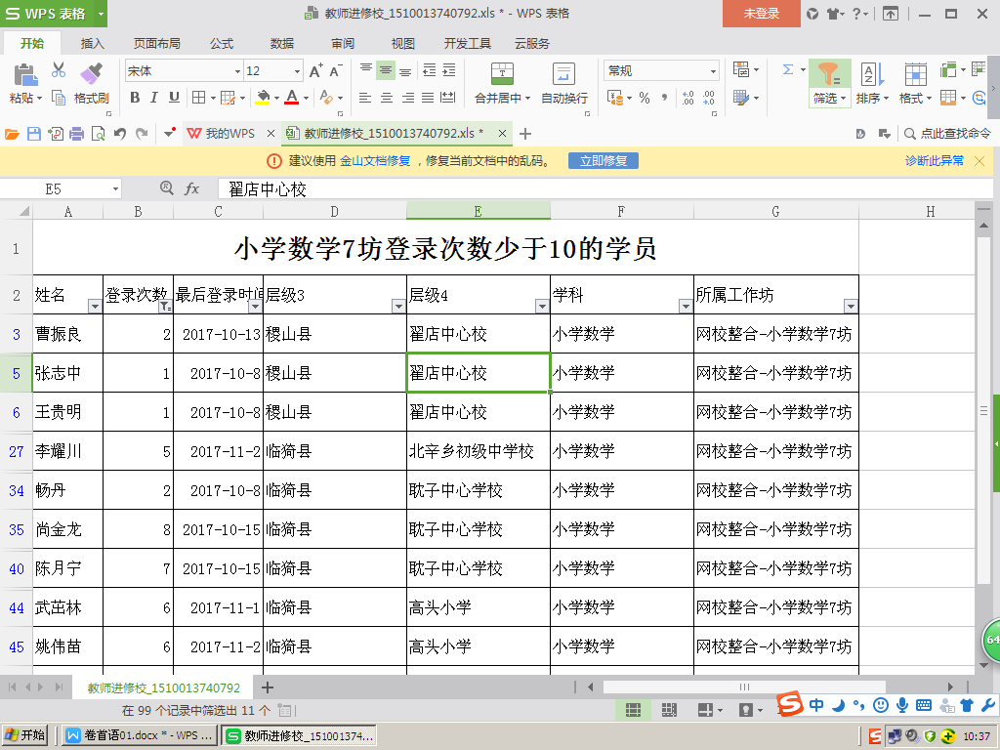 S WPS 表格 教师进修校_1510013740792.xls * - WPS 表格 未登录
开始 插入 页面布局 公式 数据 审阅 视图 开发工具 云服务
宋体 12 A+ A- 常规
粘贴 格式刷 B I U A 合并居中 自动换行 % 筛选 排序 格式
我的WPS 教师进修校_1510013740792.xls * 点此查找命令
建议使用 金山文档修复 ，修复当前文档中的乱码。 立即修复 诊断此异常
E5 fx 翟店中心校
A B C D E F G H
1 小学数学7坊登录次数少于10的学员
2 姓名 登录次数 最后登录时间 层级3 层级4 学科 所属工作坊
3 曹振良 2 2017-10-13 稷山县 翟店中心校 小学数学 网校整合-小学数学7坊
5 张志中 1 2017-10-8 稷山县 翟店中心校 小学数学 网校整合-小学数学7坊
6 王贵明 1 2017-10-8 稷山县 翟店中心校 小学数学 网校整合-小学数学7坊
27 李耀川 5 2017-11-2 临猗县 北辛乡初级中学校 小学数学 网校整合-小学数学7坊
34 畅丹 2 2017-10-8 临猗县 耽子中心学校 小学数学 网校整合-小学数学7坊
35 尚金龙 8 2017-10-15 临猗县 耽子中心学校 小学数学 网校整合-小学数学7坊
40 陈月宁 7 2017-10-15 临猗县 耽子中心学校 小学数学 网校整合-小学数学7坊
44 武茁林 6 2017-11-1 临猗县 高头小学 小学数学 网校整合-小学数学7坊
45 姚伟苗 6 2017-11-2 临猗县 高头小学 小学数学 网校整合-小学数学7坊
64
教师进修校_1510013740792
在 99 个记录中筛选出 11 个
S 中
开始 卷首语01.docx * - WPS ... 教师进修校_151001374... 10:37